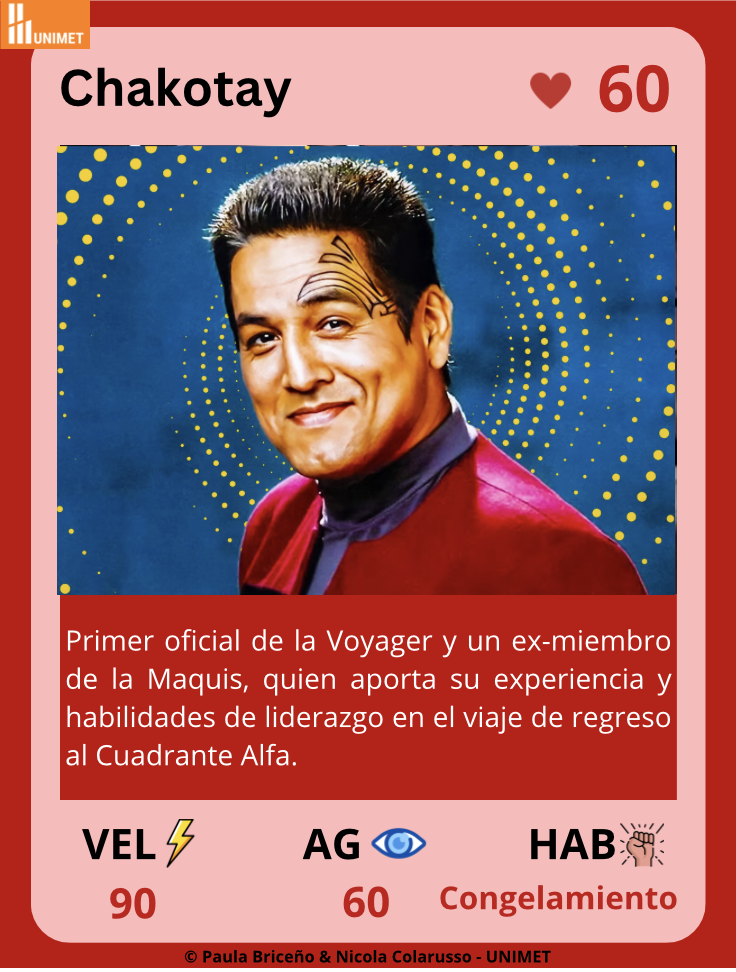 UNIMET
Chakotay
60
Primer oficial de la Voyager y un ex-miembro
de la Maquis, quien aporta su experiencia y
habilidades de liderazgo en el viaje de regreso
al Cuadrante Alfa.
VEL AG HAB
90 60 Congelamiento
© Paula Briceño & Nicola Colarusso - UNIMET